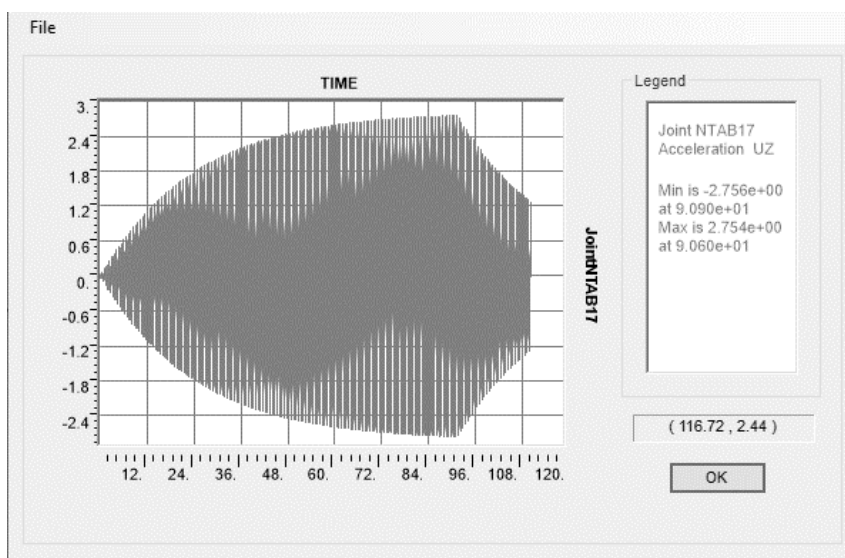 File
TIME
Legend
3.
2.4
1.8
1.2
0.6
0.
-0.6
-1.2
-1.8
-2.4
12. 24. 36. 48. 60. 72. 84. 96. 108. 120.
JointNTAB17
Joint NTAB17
Acceleration UZ
Min is -2.756e+00
at 9.090e+01
Max is 2.754e+00
at 9.060e+01
( 116.72 , 2.44 )
OK